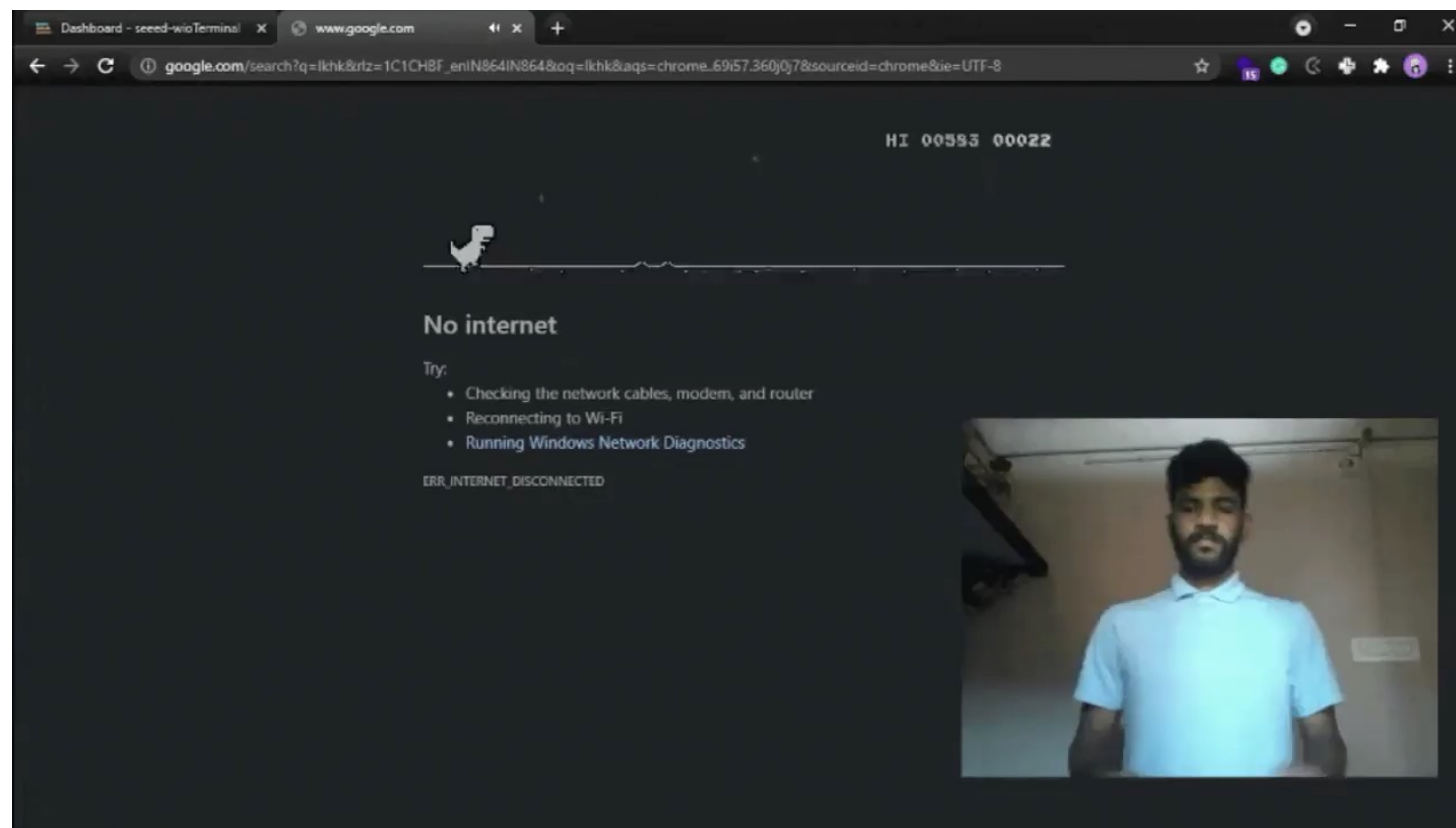 Dashboard - seeed-wioTerminal
www.google.com
google.com/search?q=lkhk&rlz=1C1CHBF_enIN864IN864&oq=lkhk&aqs=chrome..69i57.360j0j7&sourceid=chrome&ie=UTF-8
15
HI 00583 00022
No internet
Try:
• Checking the network cables, modem, and router
• Reconnecting to Wi-Fi
• Running Windows Network Diagnostics
ERR_INTERNET_DISCONNECTED